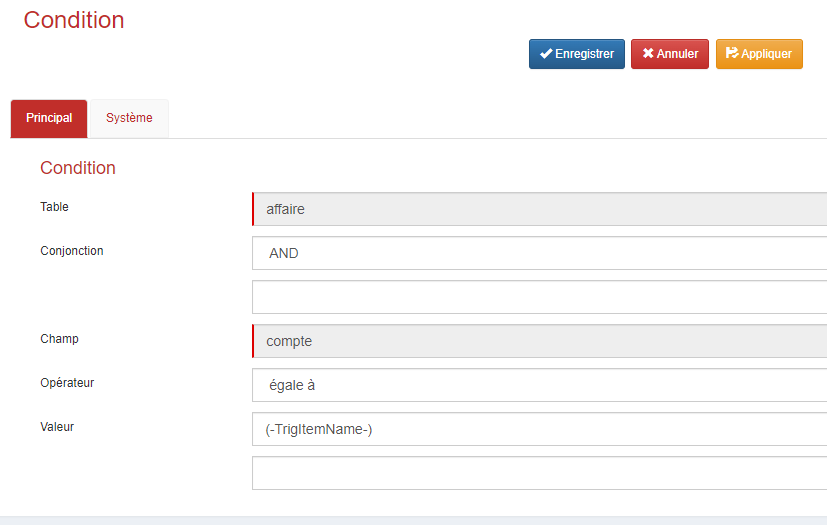 Condition
Enregistrer Annuler Appliquer
Principal Système
Condition
Table affaire
Conjonction AND
Champ compte
Opérateur égale à
Valeur (-TrigItemName-)